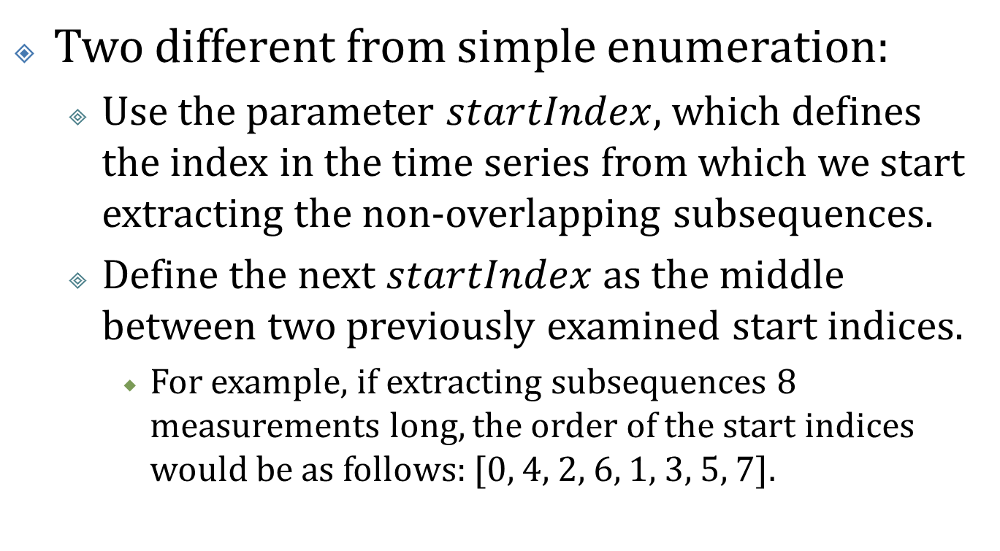 Two different from simple enumeration:
Use the parameter startIndex, which defines
the index in the time series from which we start
extracting the non-overlapping subsequences.
Define the next startIndex as the middle
between two previously examined start indices.
For example, if extracting subsequences 8
measurements long, the order of the start indices
would be as follows: [0, 4, 2, 6, 1, 3, 5, 7].